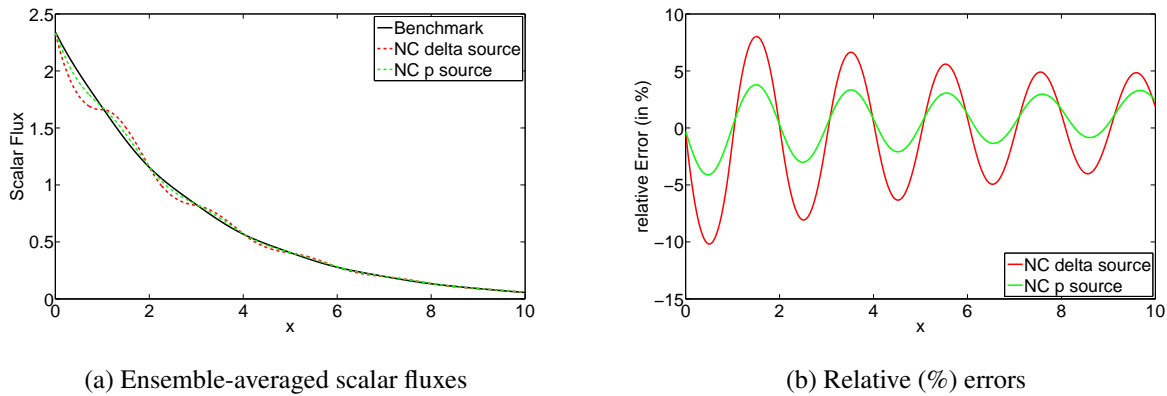 2.5
2
1.5
1
0.5
0
0
2
4
6
8
10
Scalar Flux
x
Benchmark
NC delta source
NC p source
(a) Ensemble-averaged scalar fluxes
15
10
5
0
−5
−10
−15
0
2
4
6
8
10
relative Error (in %)
x
NC delta source
NC p source
(b) Relative (%) errors